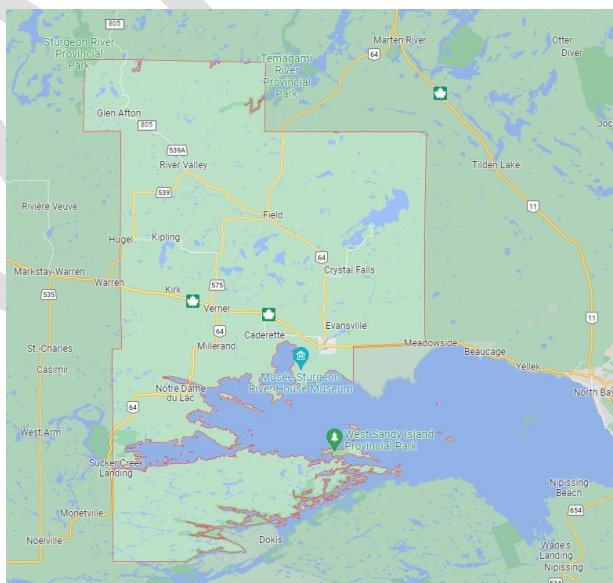 805
Marten River
Otter
Diver
Sturgeon River
Provincial
Park
Temagami
River
Provincial
Park
64
Glen Afton
805
539A
River Valley
Tilden Lake
539
Rivière Veuve
11
Field
Hugel
Kipling
64
Crystal Falls
Markstay-Warren
Warren
535
Kirk
575
Verner
11
64
Caderette
Evansville
St.-Charles
Millerand
Meadowside
Beaucage
Yellek
Casimir
Musée Sturgeon
River House Museum
Notre Dame
du Lac
North Bay
64
West Arm
West Sandy Island
Provincial Park
Sucker Creek
Landing
Nipissing
Beach
Monetville
654
Noëlville
Dokis
Wade's
Landing
Nipissing
534